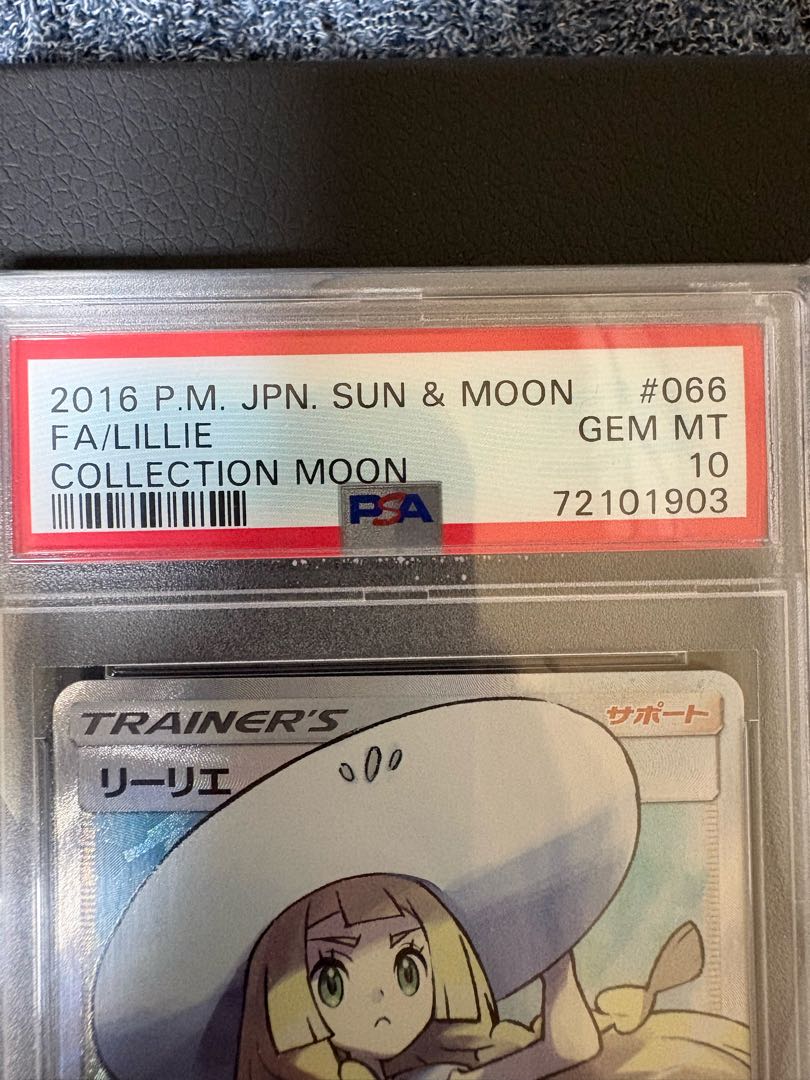 2016 P.M. JPN. SUN & MOON #066
FA/LILLIE GEM MT
COLLECTION MOON 10
PSA 72101903
TRAINER'S サポート
リーリエ